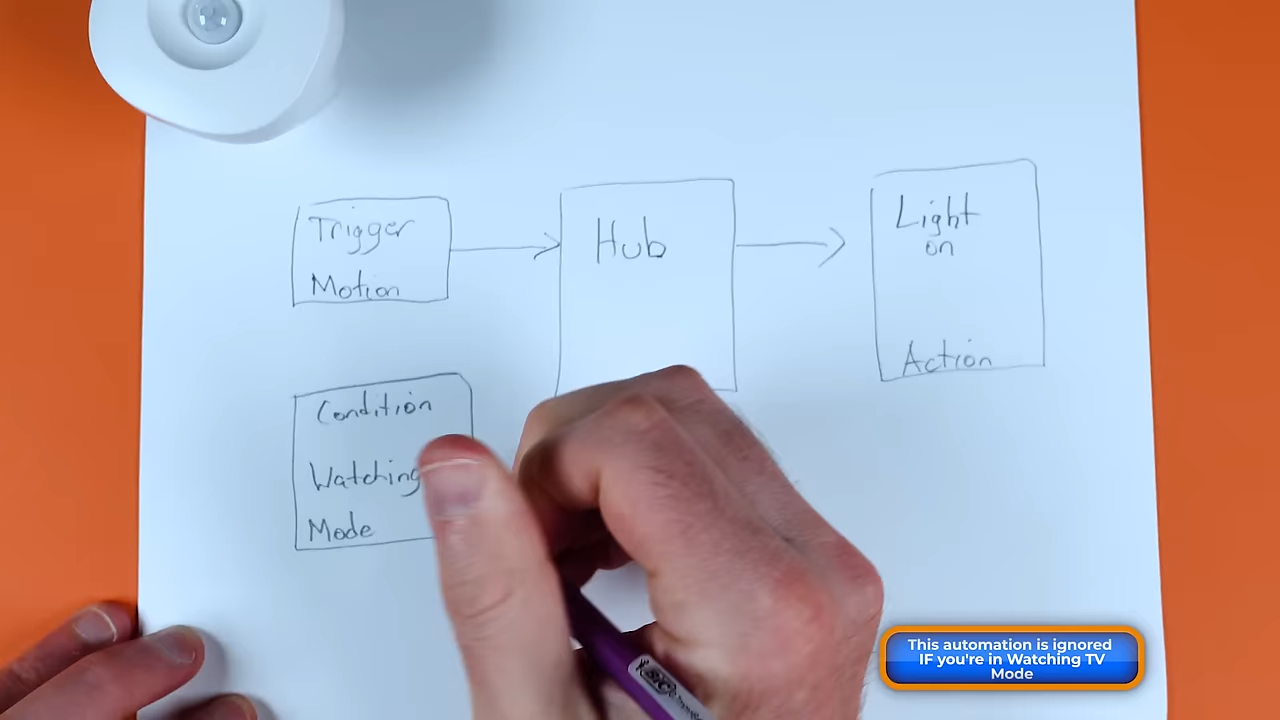 Trigger
Motion
Hub
Light
on
Action
Condition
Watching
Mode
BIC
This automation is ignored
IF you're in Watching TV
Mode